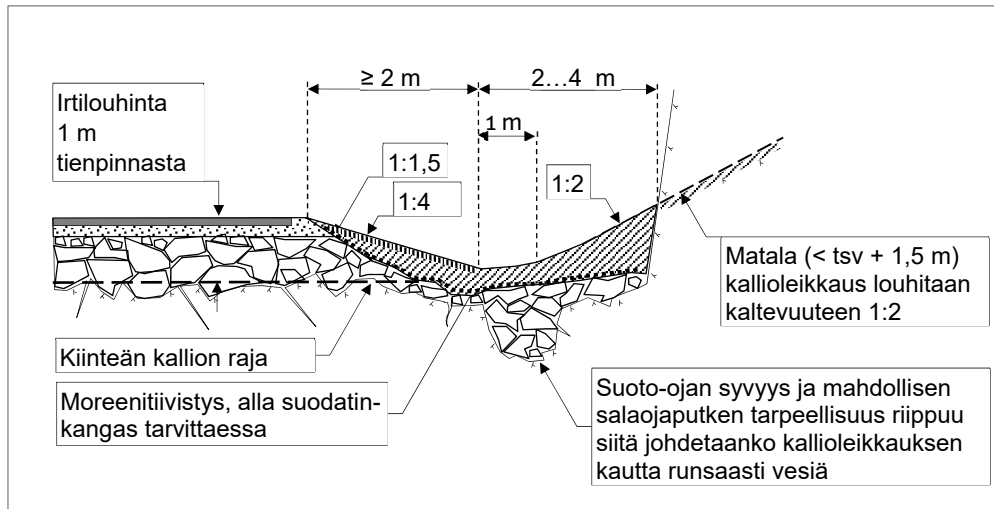 ≥ 2 m
2…4 m
Irtilouhinta
1 m
tienpinnasta
1 m
1:1,5
1:4
1:2
Matala (< tsv + 1,5 m)
kallioleikkaus louhitaan
kaltevuuteen 1:2
Kiinteän kallion raja
Moreenitiivistys, alla suodatin-
kangas tarvittaessa
Suoto-ojan syvyys ja mahdollisen
salaojaputken tarpeellisuus riippuu
siitä johdetaanko kallioleikkauksen
kautta runsaasti vesiä